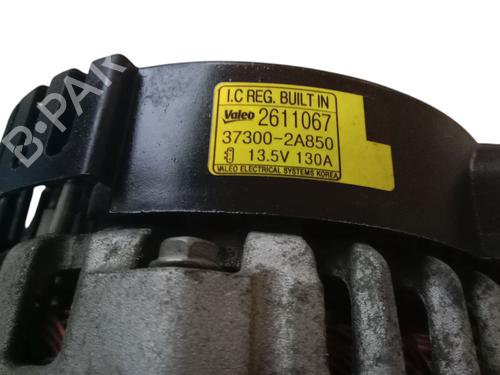 I.C REG. BUILT IN
Valeo 2611067
37300-2A850
13.5V 130A
VALEO ELECTRICAL SYSTEMS KOREA
B-PAR